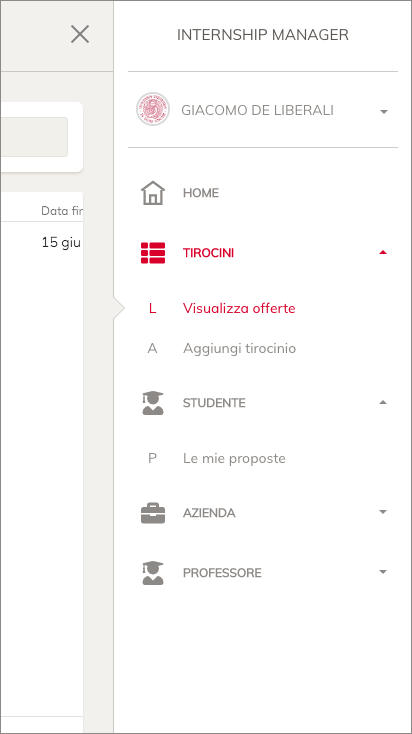 INTERNSHIP MANAGER
GIACOMO DE LIBERALI
HOME
Data fin
15 giu
TIROCINI
L Visualizza offerte
A Aggiungi tirocinio
STUDENTE
P Le mie proposte
AZIENDA
PROFESSORE